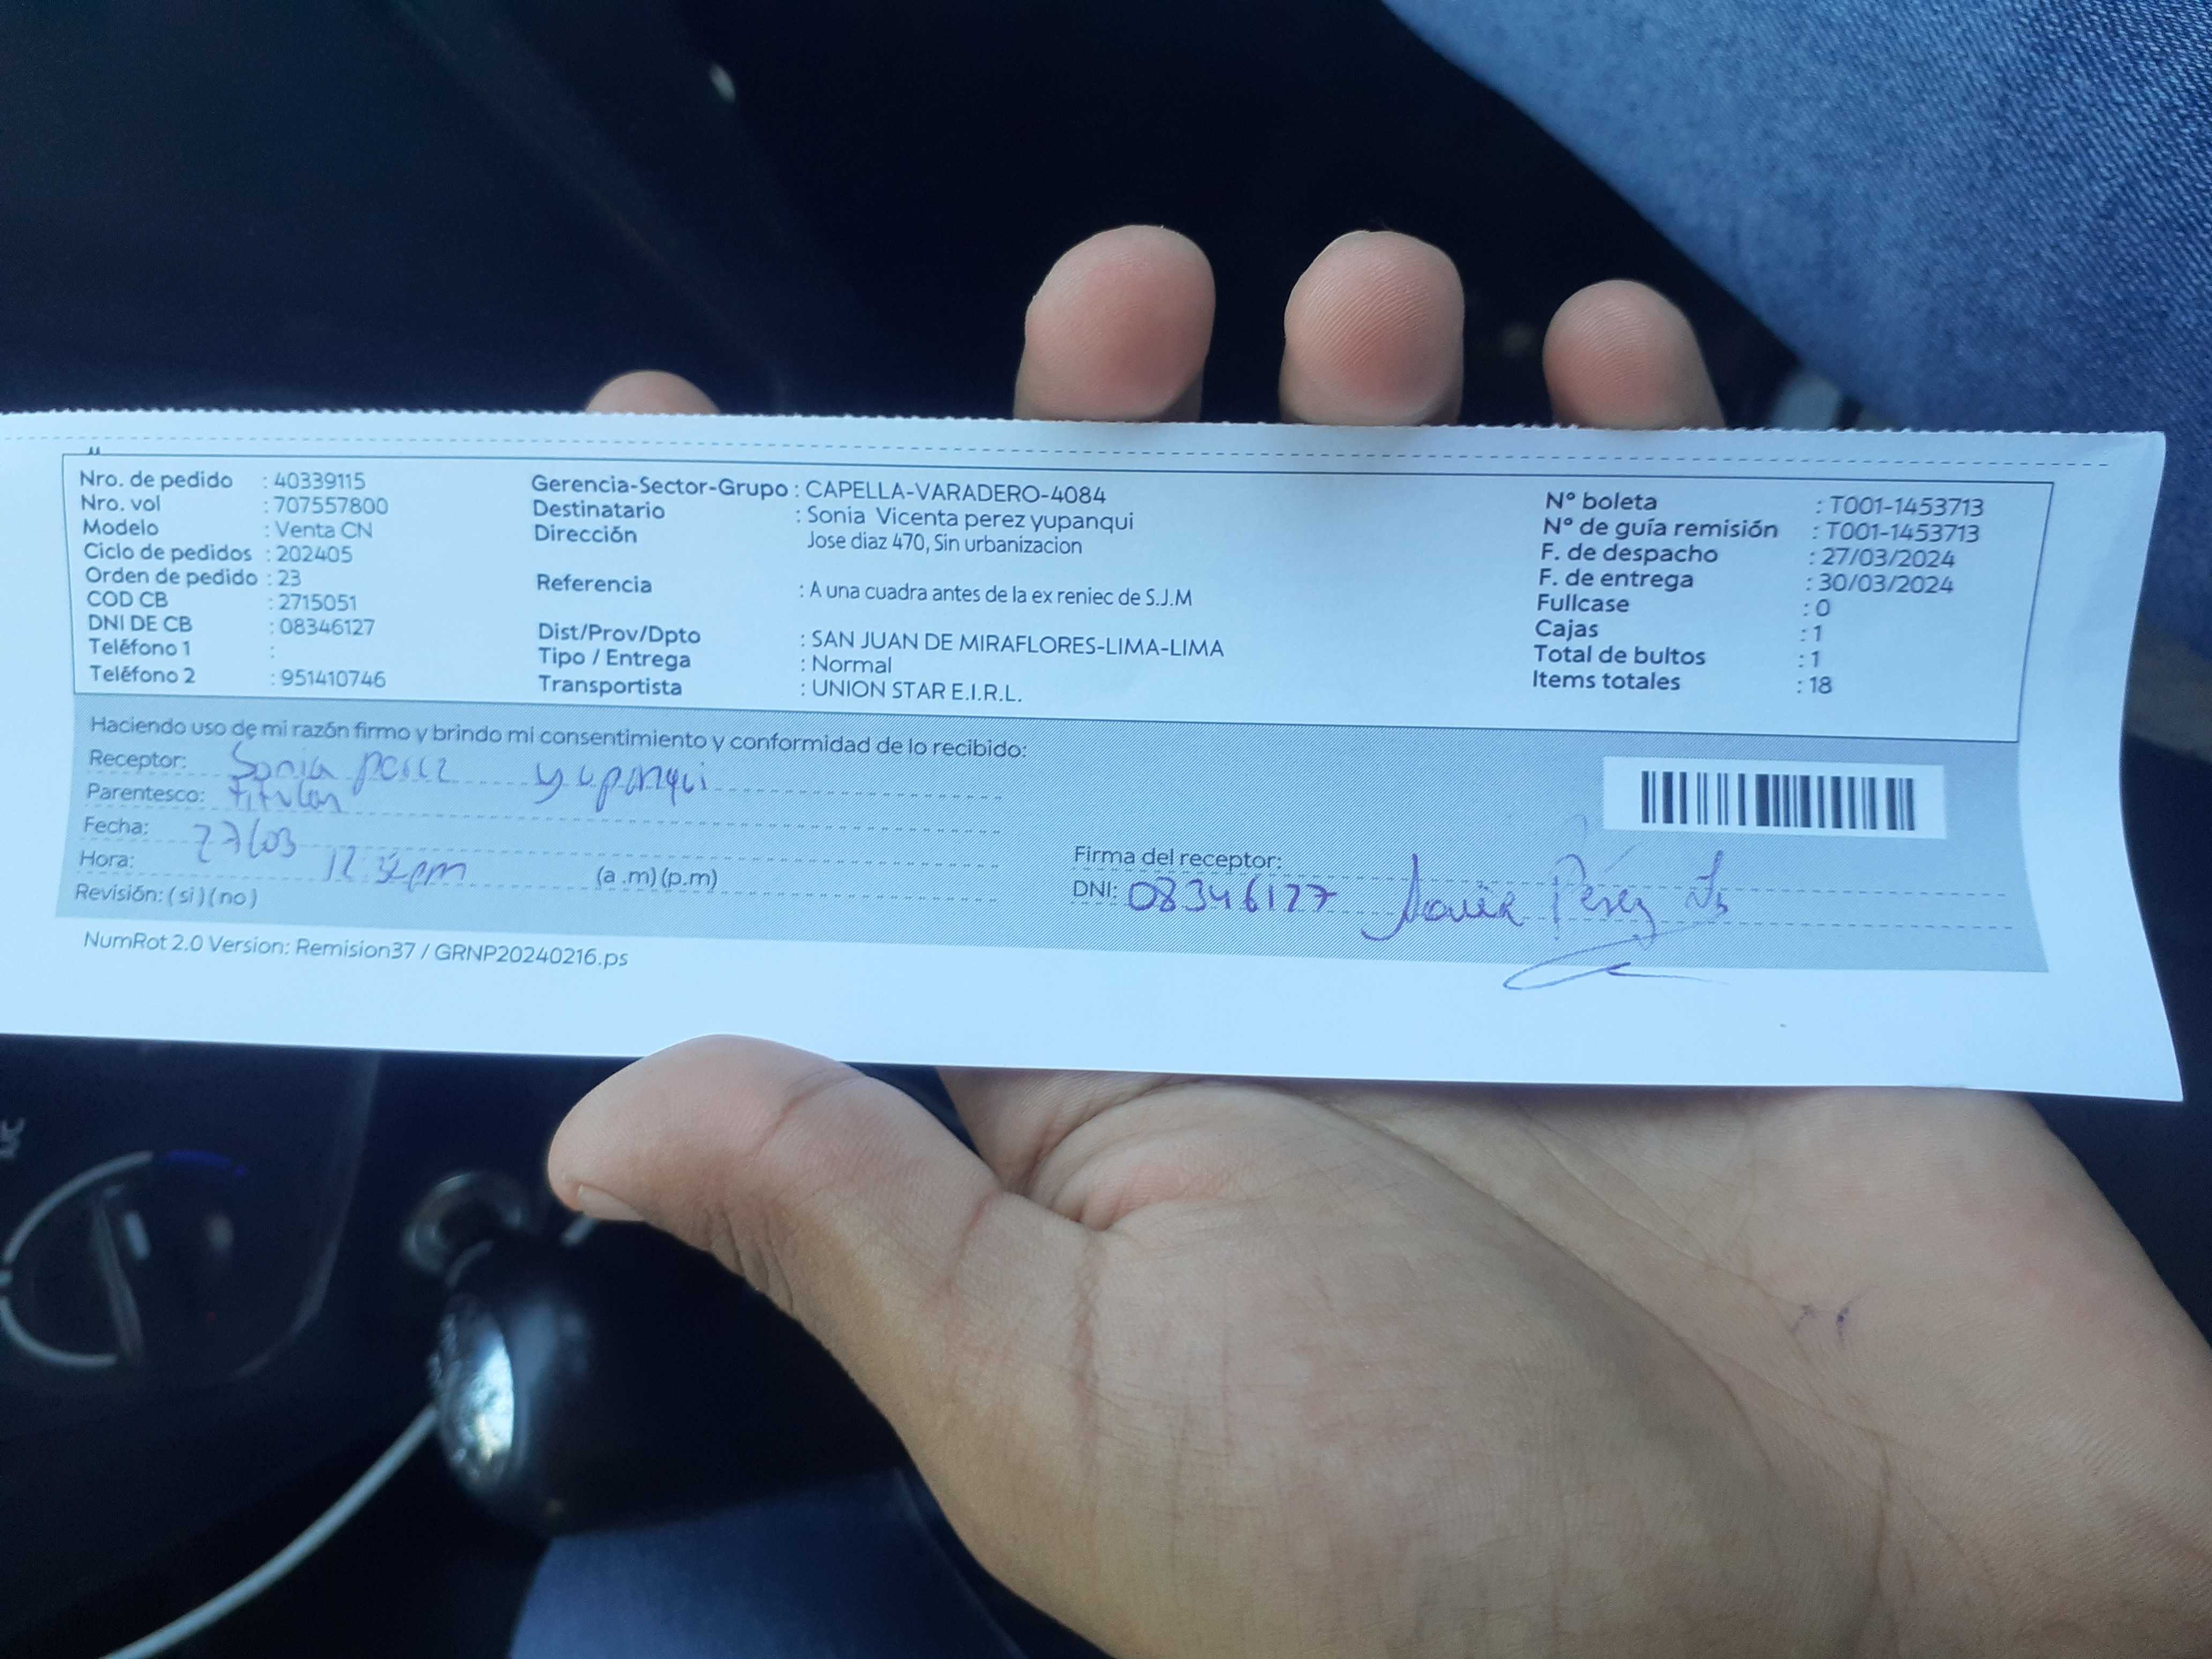 Nro. de pedido : 40339115
Nro. vol : 707557800
Modelo : Venta CN
Ciclo de pedidos : 202405
Orden de pedido : 23
COD CB : 2715051
DNI DE CB : 08346127
Teléfono 1 :
Teléfono 2 : 951410746
Gerencia-Sector-Grupo : CAPELLA-VARADERO-4084
Destinatario : Sonia Vicenta perez yupanqui
Dirección Jose diaz 470, Sin urbanizacion
Referencia : A una cuadra antes de la ex reniec de S.J.M
Dist/Prov/Dpto : SAN JUAN DE MIRAFLORES-LIMA-LIMA
Tipo / Entrega : Normal
Transportista : UNION STAR E.I.R.L.
Nº boleta : T001-1453713
Nº de guía remisión : T001-1453713
F. de despacho : 27/03/2024
F. de entrega : 30/03/2024
Fullcase : 0
Cajas : 1
Total de bultos : 1
Items totales : 18
Haciendo uso de mi razón firmo y brindo mi consentimiento y conformidad de lo recibido:
Receptor: Sonia perez yupanqui
Parentesco: titular
Fecha: 27/03
Hora: pm (a .m) (p.m)
Revisión: ( si ) ( no )
Firma del receptor:
DNI: 08346127 Sonia Pérez
NumRot 2.0 Version: Remision37 / GRNP20240216.ps